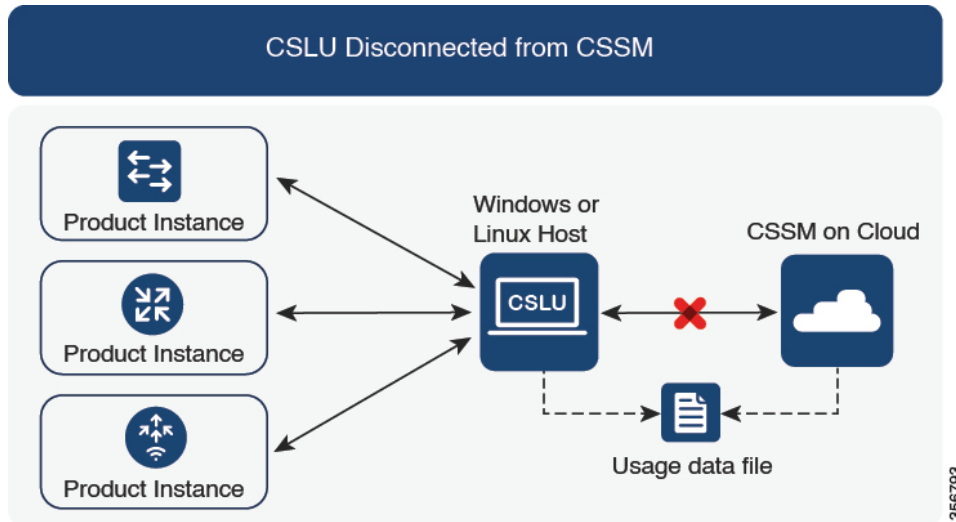 CSLU Disconnected from CSSM
Product Instance
Product Instance
Product Instance
Windows or
Linux Host
CSLU
CSSM on Cloud
Usage data file
356793